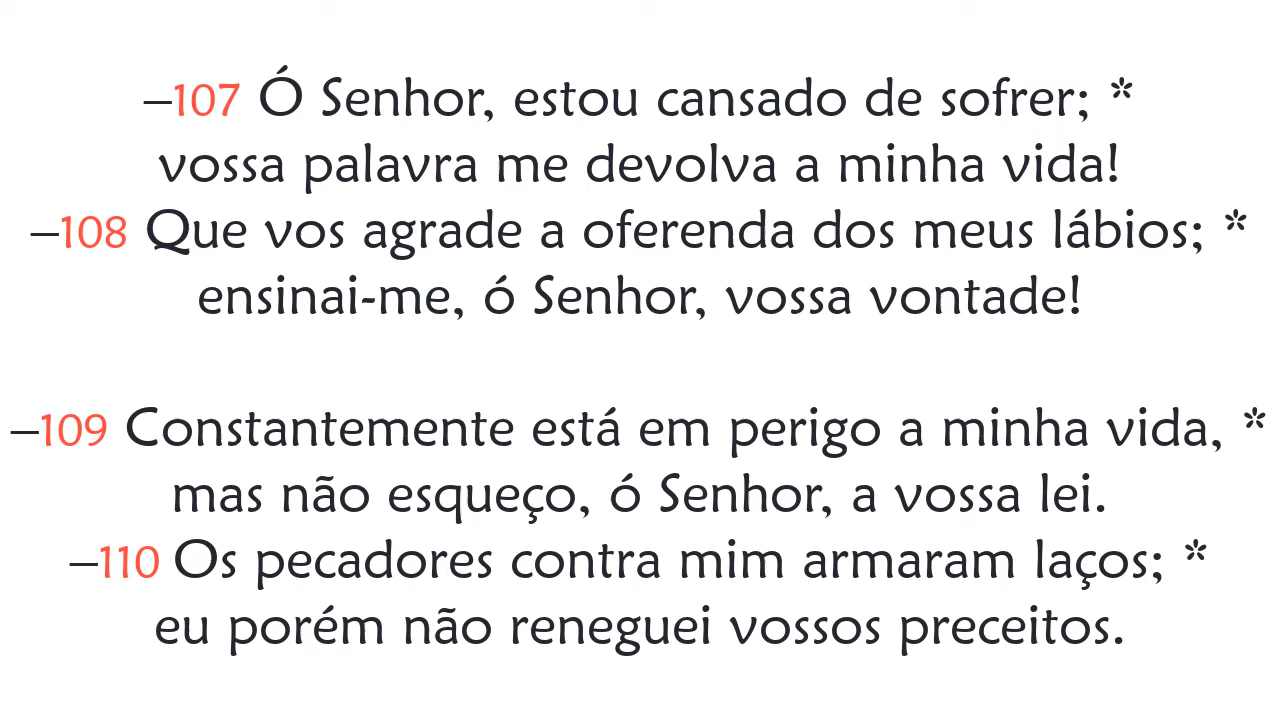 –107 Ó Senhor, estou cansado de sofrer; *
vossa palavra me devolva a minha vida!
–108 Que vos agrade a oferenda dos meus lábios; *
ensinai-me, ó Senhor, vossa vontade!
–109 Constantemente está em perigo a minha vida, *
mas não esqueço, ó Senhor, a vossa lei.
–110 Os pecadores contra mim armaram laços; *
eu porém não reneguei vossos preceitos.